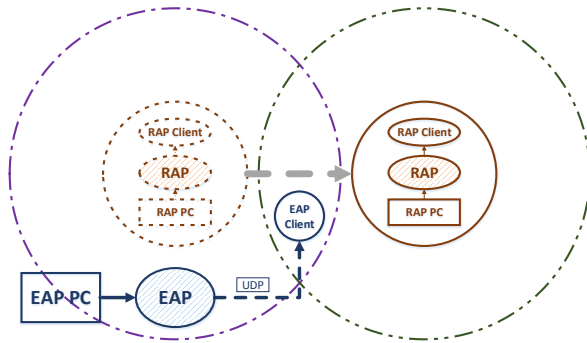 RAP Client
RAP
RAP PC
RAP Client
RAP
RAP PC
EAP
Client
UDP
EAP PC
EAP